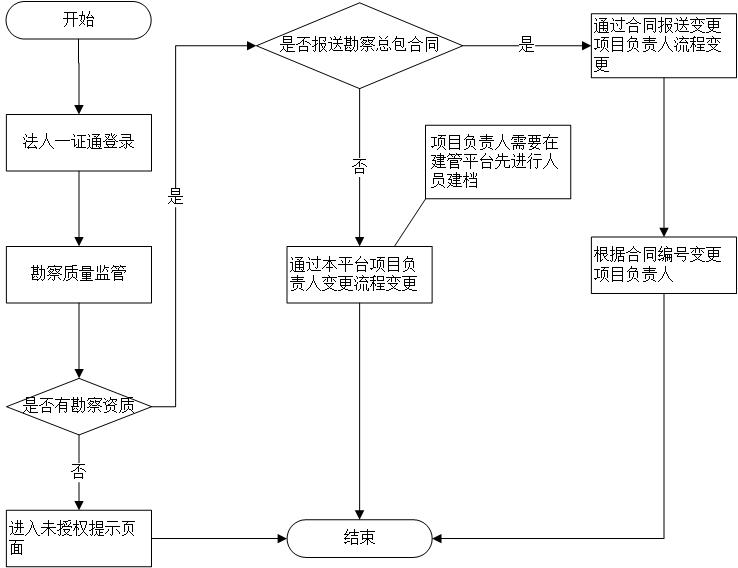 开始
法人一证通登录
勘察质量监管
是否有勘察资质
否
进入未授权提示页
面
是
是否报送勘察总包合同
否
项目负责人需要在
建管平台先进行人
员建档
通过本平台项目负
责人变更流程变更
结束
是
通过合同报送变更
项目负责人流程变
更
根据合同编号变更
项目负责人